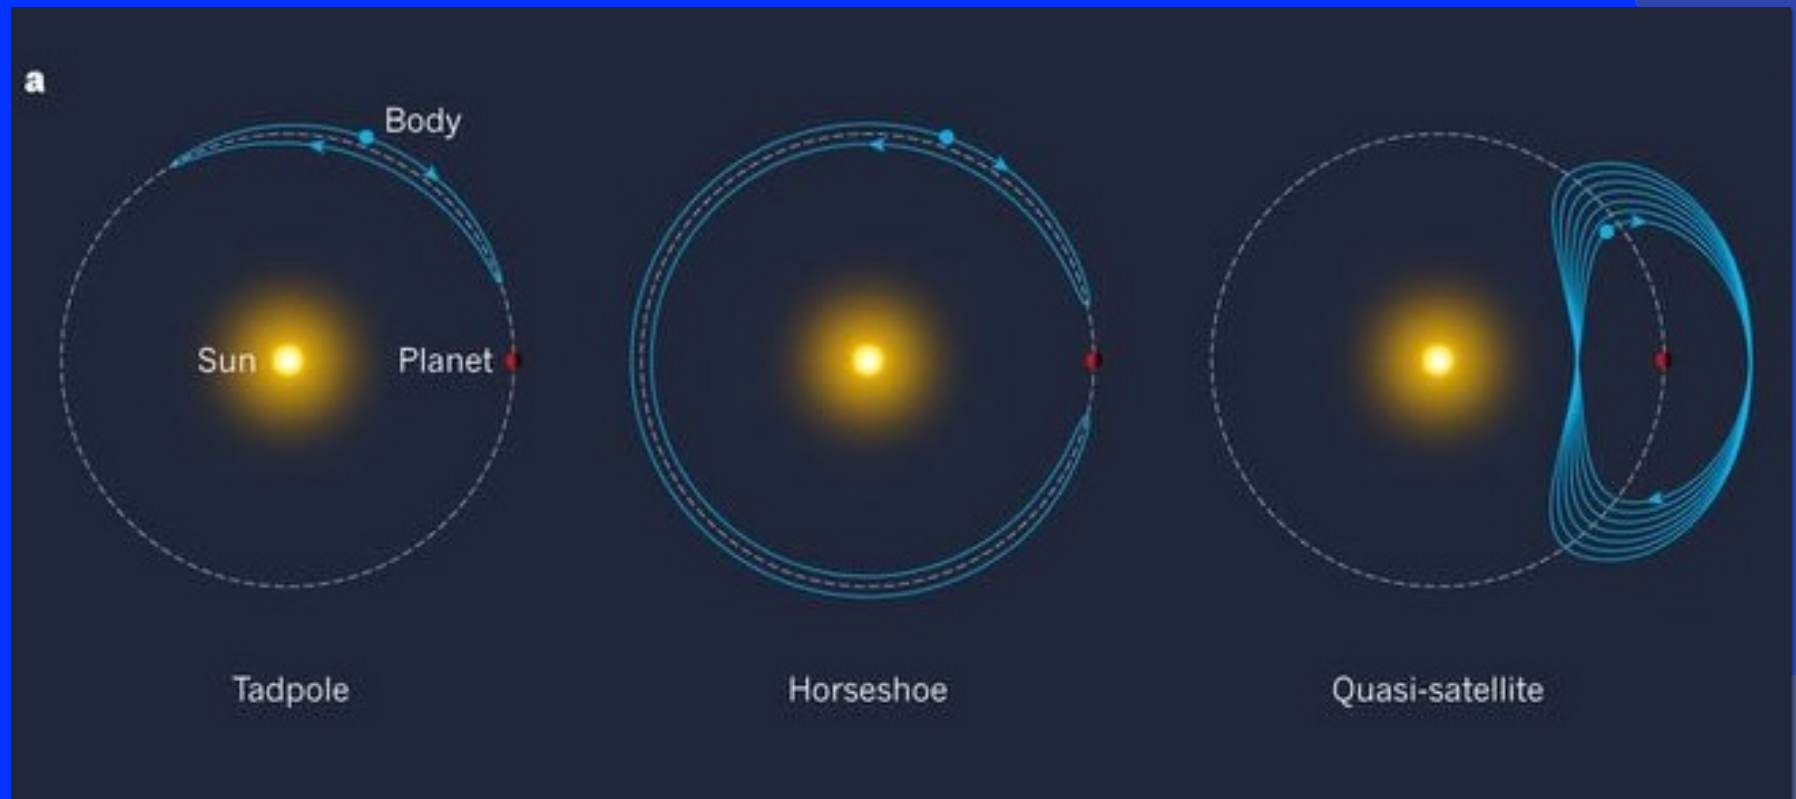 a
Body
Sun
Planet
Tadpole
Horseshoe
Quasi-satellite